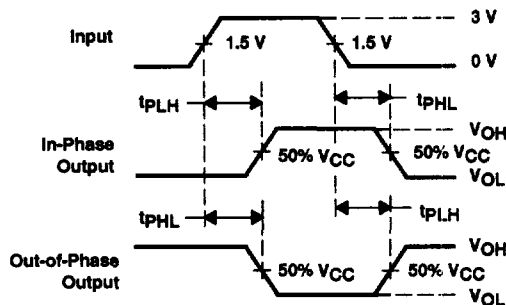 3 V
Input
1.5 V
1.5 V
0 V
tPLH
tPHL
In-Phase
Output
VOH
50% VCC
50% VCC
VOL
tPHL
tPLH
Out-of-Phase
Output
VOH
50% VCC
50% VCC
VOL